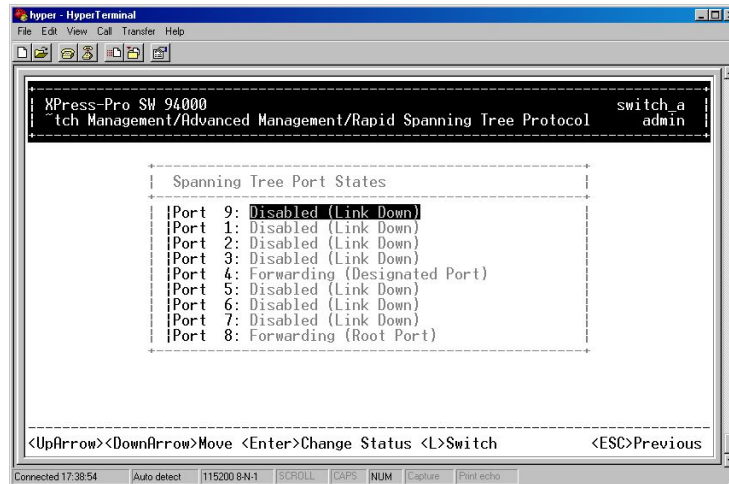 hyper - HyperTerminal
File Edit View Call Transfer Help
XPress-Pro SW 94000 switch_a
~tch Management/Advanced Management/Rapid Spanning Tree Protocol admin
Spanning Tree Port States
Port 9: Disabled (Link Down)
Port 1: Disabled (Link Down)
Port 2: Disabled (Link Down)
Port 3: Disabled (Link Down)
Port 4: Forwarding (Designated Port)
Port 5: Disabled (Link Down)
Port 6: Disabled (Link Down)
Port 7: Disabled (Link Down)
Port 8: Forwarding (Root Port)
<UpArrow><DownArrow>Move <Enter>Change Status <L>Switch <ESC>Previous
Connected 17:38:54 Auto detect 115200 8-N-1 SCROLL CAPS NUM Capture Print echo